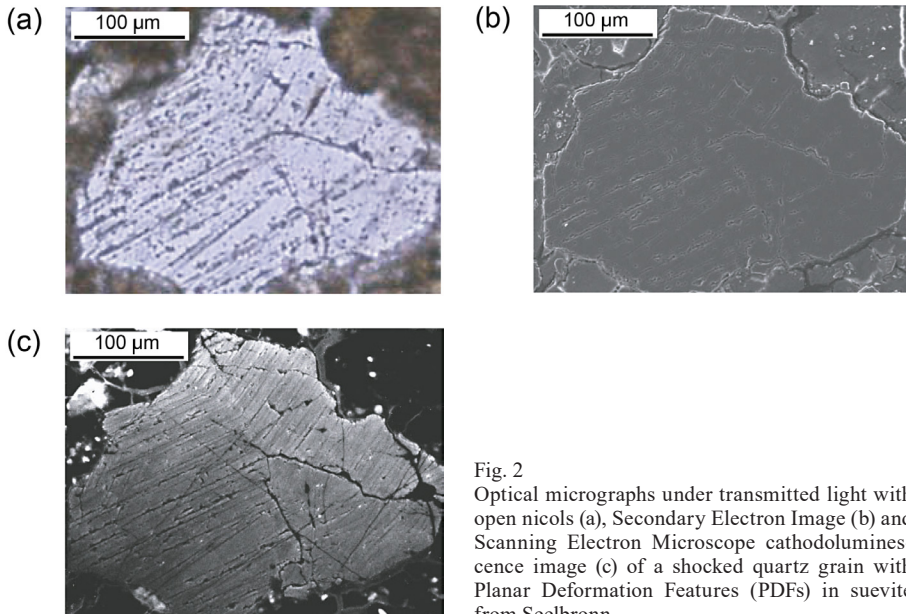 (a)
100 µm
(b)
100 µm
(c)
100 µm
Fig. 2
Optical micrographs under transmitted light with
open nicols (a), Secondary Electron Image (b) and
Scanning Electron Microscope cathodolumines-
cence image (c) of a shocked quartz grain with
Planar Deformation Features (PDFs) in suevite
from Seelbronn